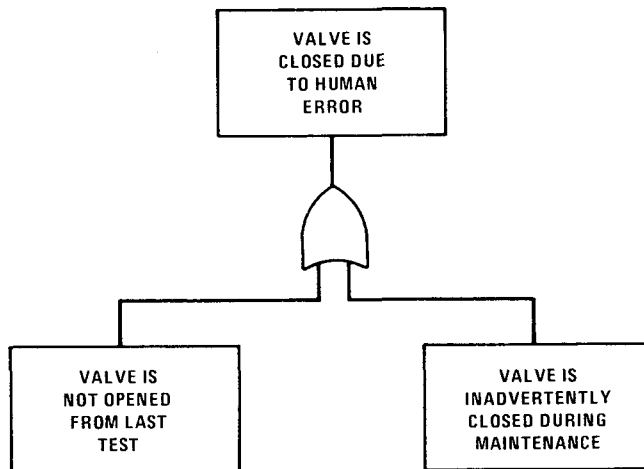 VALVE IS
CLOSED DUE
TO HUMAN
ERROR
VALVE IS
NOT OPENED
FROM LAST
TEST
VALVE IS
INADVERTENTLY
CLOSED DURING
MAINTENANCE